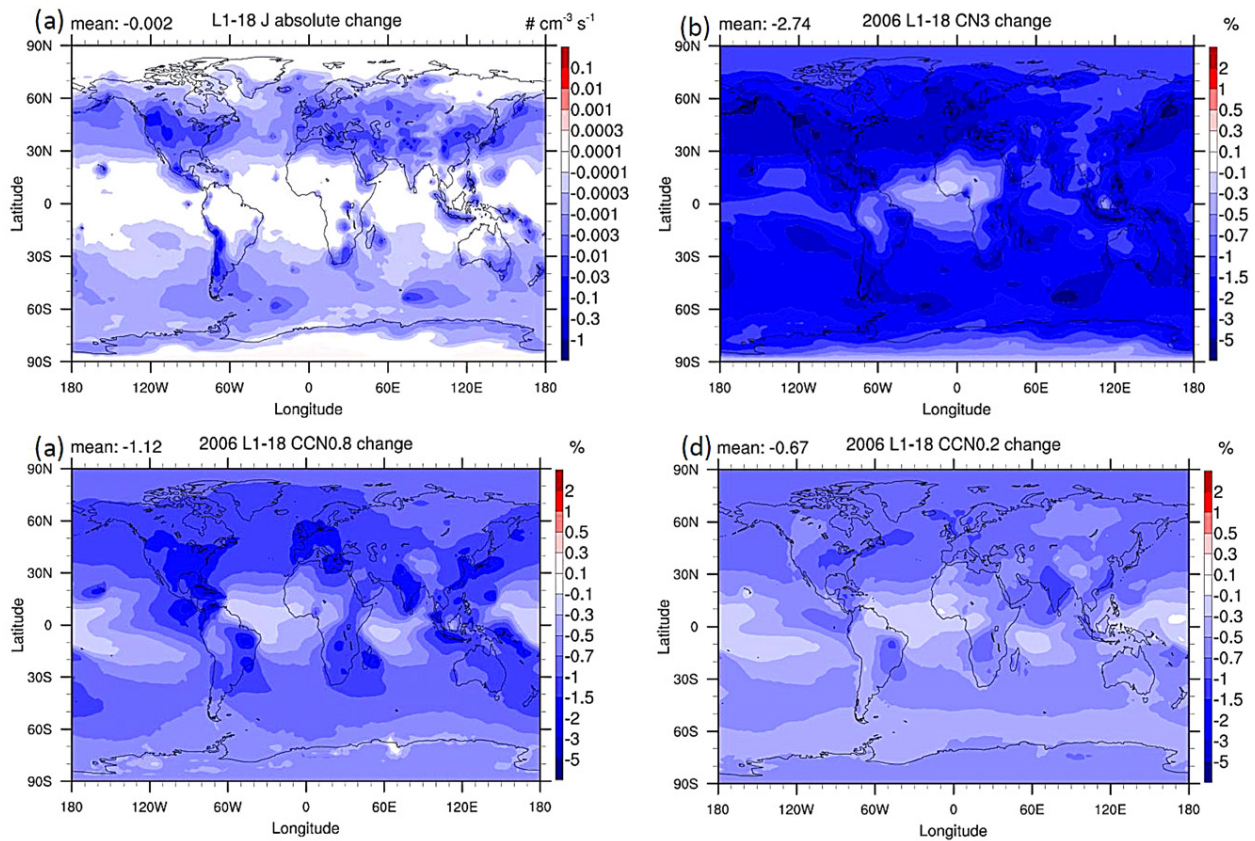 (a) mean: -0.002 L1-18 J absolute change # cm⁻³ s⁻¹
90N
60N
30N
0
30S
60S
90S
Latitude
180 120W 60W 0 60E 120E 180
Longitude
0.1
0.01
0.001
0.0003
0.0001
-0.0001
-0.0003
-0.001
-0.003
-0.01
-0.03
-0.1
-0.3
-1
(b) mean: -2.74 2006 L1-18 CN3 change %
90N
60N
30N
0
30S
60S
90S
Latitude
180 120W 60W 0 60E 120E 180
Longitude
2
1
0.5
0.3
0.1
-0.1
-0.3
-0.5
-0.7
-1
-1.5
-2
-3
-5
(a) mean: -1.12 2006 L1-18 CCN0.8 change %
90N
60N
30N
0
30S
60S
90S
Latitude
180 120W 60W 0 60E 120E 180
Longitude
2
1
0.5
0.3
0.1
-0.1
-0.3
-0.5
-0.7
-1
-1.5
-2
-3
-5
(d) mean: -0.67 2006 L1-18 CCN0.2 change %
90N
60N
30N
0
30S
60S
90S
Latitude
180 120W 60W 0 60E 120E 180
Longitude
2
1
0.5
0.3
0.1
-0.1
-0.3
-0.5
-0.7
-1
-1.5
-2
-3
-5